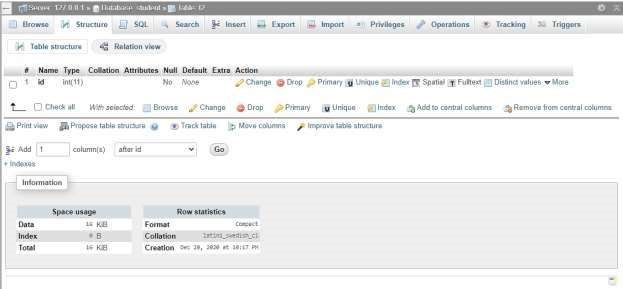 Server: 127.0.0.1 » Database: student » Table: t2
Browse Structure SQL Search Insert Export Import Privileges Operations Tracking Triggers
Table structure Relation view
# Name Type Collation Attributes Null Default Extra Action
1 id int(11) No None Change Drop Primary Unique Index Spatial Fulltext Distinct values More
Check all With selected: Browse Change Drop Primary Unique Index Add to central columns Remove from central columns
Print view Propose table structure Track table Move columns Improve table structure
Add 1 column(s) after id Go
+ Indexes
Information
Space usage Row statistics
Data 16 KiB Format Compact
Index 0 B Collation latin1_swedish_ci
Total 16 KiB Creation Dec 20, 2020 at 10:17 PM